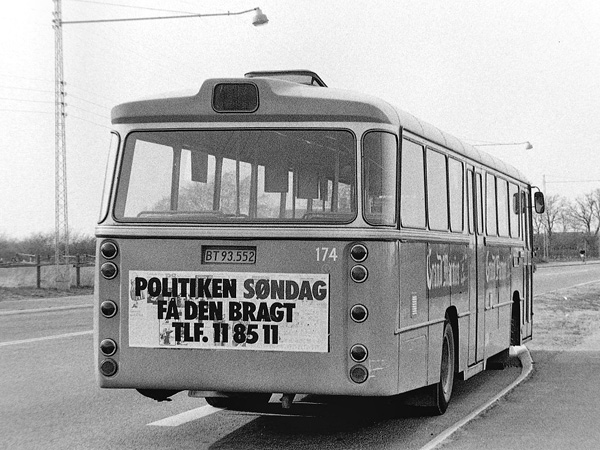 BT 93.552
174
POLITIKEN SØNDAG
FÅ DEN BRAGT
TLF. 11 85 11